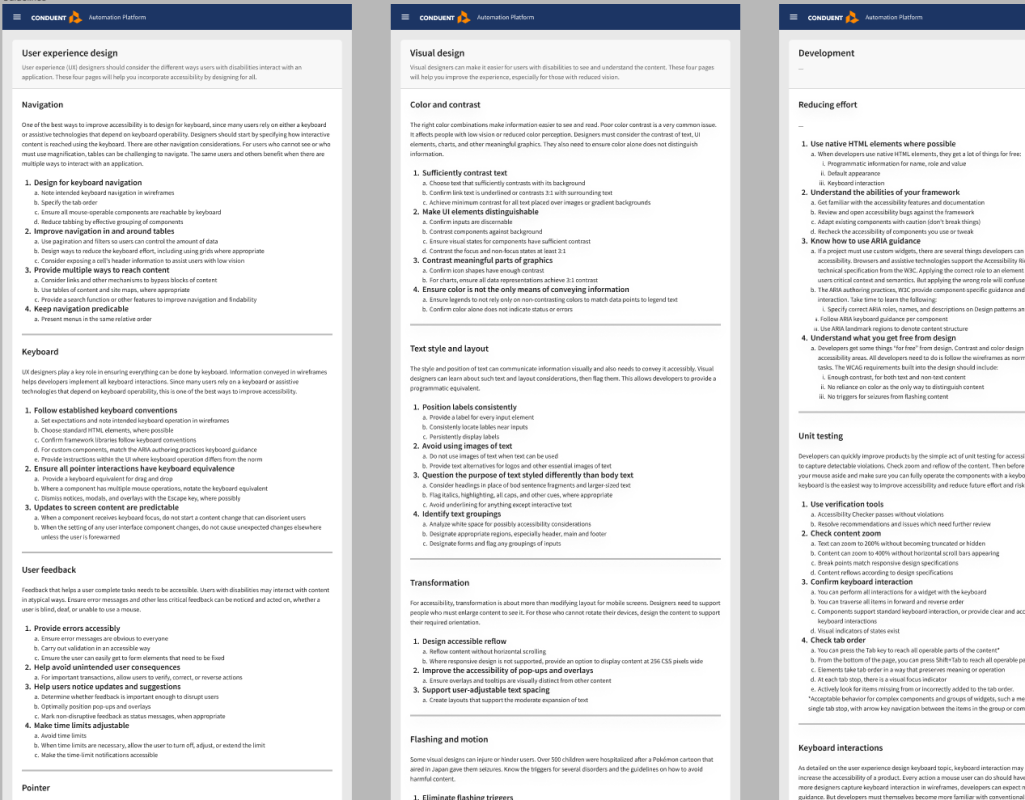 CONDUENT Automation Platform
User experience design
User experience (UX) designers should consider the different ways users with disabilities interact with an
application. These four pages will help you incorporate accessibility by designing for all.
Navigation
One of the best ways to improve accessibility is to design for keyboard, since many users rely on either a keyboard
or assistive technologies that depend on keyboard operability. Designers should start by specifying how interactive
content is reached using the keyboard. There are other navigation considerations. For users who cannot see or who
must use magnification, tables can be challenging to navigate. The same users and others benefit when there are
multiple ways to interact with an application.
1. Design for keyboard navigation
a. Note intended keyboard navigation in wireframes
b. Specify the tab order
c. Ensure all mouse-operable components are reachable by keyboard
d. Reduce tabbing by effective grouping of components
2. Improve navigation in and around tables
a. Use pagination and filters so users can control the amount of data
b. Design ways to reduce the keyboard effort, including using grids where appropriate
c. Consider exposing a cell's header information to assist users with low vision
3. Provide multiple ways to reach content
a. Consider links and other mechanisms to bypass blocks of content
b. Use tables of content and site maps, where appropriate
c. Provide a search function or other features to improve navigation and findability
4. Keep navigation predicable
a. Present menus in the same relative order
Keyboard
UX designers play a key role in ensuring everything can be done by keyboard. Information conveyed in wireframes
helps developers implement all keyboard interactions. Since many users rely on a keyboard or assistive
technologies that depend on keyboard operability, this is one of the best ways to improve accessibility.
1. Follow established keyboard conventions
a. Set expectations and note intended keyboard operation in wireframes
b. Choose standard HTML elements, where possible
c. Confirm framework libraries follow keyboard conventions
d. For custom components, match the ARIA authoring practices keyboard guidance
e. Provide instructions within the UI where keyboard operation differs from the norm
2. Ensure all pointer interactions have keyboard equivalence
a. Provide a keyboard equivalent for drag and drop
b. Where a component has multiple mouse operations, notate the keyboard equivalent
c. Dismiss notices, modals, and overlays with the Escape key, where possibly
3. Updates to screen content are predictable
a. When a component receives keyboard focus, do not start a content change that can disorient users
b. When the setting of any user interface component changes, do not cause unexpected changes elsewhere
unless the user is forewarned
User feedback
Feedback that helps a user complete tasks needs to be accessible. Users with disabilities may interact with content
in atypical ways. Ensure error messages and other less critical feedback can be noticed and acted on, whether a
user is blind, deaf, or unable to use a mouse.
1. Provide errors accessibly
a. Ensure error messages are obvious to everyone
b. Carry out validation in an accessible way
c. Ensure the user can easily get to form elements that need to be fixed
2. Help avoid unintended user consequences
a. For important transactions, allow users to verify, correct, or reverse actions
3. Help users notice updates and suggestions
a. Determine whether feedback is important enough to disrupt users
b. Optimally position pop-ups and overlays
c. Mark non-disruptive feedback as status messages, when appropriate
4. Make time limits adjustable
a. Avoid time limits
b. When time limits are necessary, allow the user to turn off, adjust, or extend the limit
c. Make the time-limit notifications accessible
Pointer
CONDUENT Automation Platform
Visual design
Visual designers can make it easier for users with disabilities to see and understand the content. These four pages
will help you improve the experience, especially for those with reduced vision.
Color and contrast
The right color combinations make information easier to see and read. Poor color contrast is a very common issue.
It affects people with low vision or reduced color perception. Designers must consider the contrast of text, UI
elements, charts, and other meaningful graphics. They also need to ensure color alone does not distinguish
information.
1. Sufficiently contrast text
a. Choose text that sufficiently contrasts with its background
b. Confirm link text is underlined or contrasts 3:1 with surrounding text
c. Achieve minimum contrast for all text placed over images or gradient backgrounds
2. Make UI elements distinguishable
a. Confirm inputs are discernable
b. Contrast components against background
c. Ensure visual states for components have sufficient contrast
d. Contrast the focus and non-focus states at least 3:1
3. Contrast meaningful parts of graphics
a. Confirm icon shapes have enough contrast
b. For charts, ensure all data representations achieve 3:1 contrast
4. Ensure color is not the only means of conveying information
a. Ensure legends to not rely only on non-contrasting colors to match data points to legend text
b. Confirm color alone does not indicate status or errors
Text style and layout
The style and position of text can communicate information visually and also needs to convey it accessibly. Visual
designers can learn about such text and layout considerations, then flag them. This allows developers to provide a
programmatic equivalent.
1. Position labels consistently
a. Provide a label for every input element
b. Consistenly locate lables near inputs
c. Persistently display labels
2. Avoid using images of text
a. Do not use images of text when text can be used
b. Provide text alternatives for logos and other essential images of text
3. Question the purpose of text styled differently than body text
a. Consider headings in place of bod sentence fragments and larger-sized text
b. Flag itatics, highlighting, all caps, and other cues, where appropriate
c. Avoid underlining for anything except interactive text
4. Identify text groupings
a. Analyze white space for possibly accessibility considerations
b. Designate appropriate regions, especially header, main and footer
c. Designate forms and flag any groupings of inputs
Transformation
For accessibility, transformation is about more than modifying layout for mobile screens. Designers need to support
people who must enlarge content to see it. For those who cannot rotate their devices, design the content to support
their required orientation.
1. Design accessible reflow
a. Reflow content without horizontal scrolling
b. Where responsive design is not supported, provide an option to display content at 256 CSS pixels wide
2. Improve the accessibility of pop-ups and overlays
a. Ensure overlays and tooltips are visually distinct from other content
3. Support user-adjustable text spacing
a. Create layouts that support the moderate expansion of text
Flashing and motion
Some visual designs can injure or hinder users. Over 500 children were hospitalized after a Pokémon cartoon that
aired in Japan gave them seizures. Know the triggers for several disorders and the guidelines on how to avoid
harmful content.
1. Eliminate flashing triggers
CONDUENT Automation Platform
Development
...
Reducing effort
...
1. Use native HTML elements where possible
a. When developers use native HTML elements, they get a lot of things for free:
i. Programmatic information for name, role and value
ii. Default appearance
iii. Keyboard interaction
2. Understand the abilities of your framework
a. Get familiar with the accessibility features and documentation
b. Review and open accessibility bugs against the framework
c. Adapt existing components with caution (don't break things)
d. Recheck the accessibility of components you use or tweak
3. Know how to use ARIA guidance
a. If a project must use custom widgets, there are several things developers can
accessibility. Browsers and assistive technologies support the Accessibility Ri
technical specification from the W3C. Applying the correct role to an element
users critical context and semantics. But applying the wrong role will confuse
b. The ARIA authoring practices, W3C provide component-specific guidance and
interaction. Take time to learn the following:
i. Specify correct ARIA roles, names, and descriptions on Design patterns an
Follow ARIA keyboard guidance per component
Use ARIA landmark regions to denote content structure
4. Understand what you get free from design
a. Developers get some things "for free" from design. Contrast and color design
accessibility areas. All developers need to do is follow the wireframes as norm
tasks. The WCAG requirements built into the design should include:
i. Enough contrast, for both text and non-text content
ii. No reliance on color as the only way to distinguish content
iii. No triggers for seizures from flashing content
Unit testing
Developers can quickly improve products by the simple act of unit testing for accessi
to capture detectable violations. Check zoom and reflow of the content. Then before
your mouse aside and make sure you can fully operate the components with a keybo
keyboard is the easiest way to improve accessibility and reduce future effort and risk
1. Use verification tools
a. Accessibility Checker passes without violations
b. Resolve recommendations and issues which need further review
2. Check content zoom
a. Text can zoom to 200% without becoming truncated or hidden
b. Content can zoom to 400% without horizontal scroll bars appearing
c. Break points match responsive design specifications
d. Content reflows according to design specifications
3. Confirm keyboard interaction
a. You can perform all interactions for a widget with the keyboard
b. You can traverse all items in forward and reverse order
c. Components support standard keyboard interaction, or provide clear and acc
keyboard interactions
d. Visual indicators of states exist
4. Check tab order
a. You can press the Tab key to reach all operable parts of the content*
b. From the bottom of the page, you can press Shift+Tab to reach all operable pa
c. Elements take tab order in a way that preserves meaning or operation
d. At each tab stop, there is a visual focus indicator
e. Actively look for items missing from or incorrectly added to the tab order.
*Acceptable behavior for complex components and groups of widgets, such a me
single tab stop, with arrow key navigation between the items in the group or com
Keyboard interactions
As detailed on the user experience design keyboard topic, keyboard interaction may
increase the accessibility of a product. Every action a mouse user can do should have
more designers capture keyboard interaction in wireframes, developers can expect m
guidance. But developers must themselves become more familiar with conventional